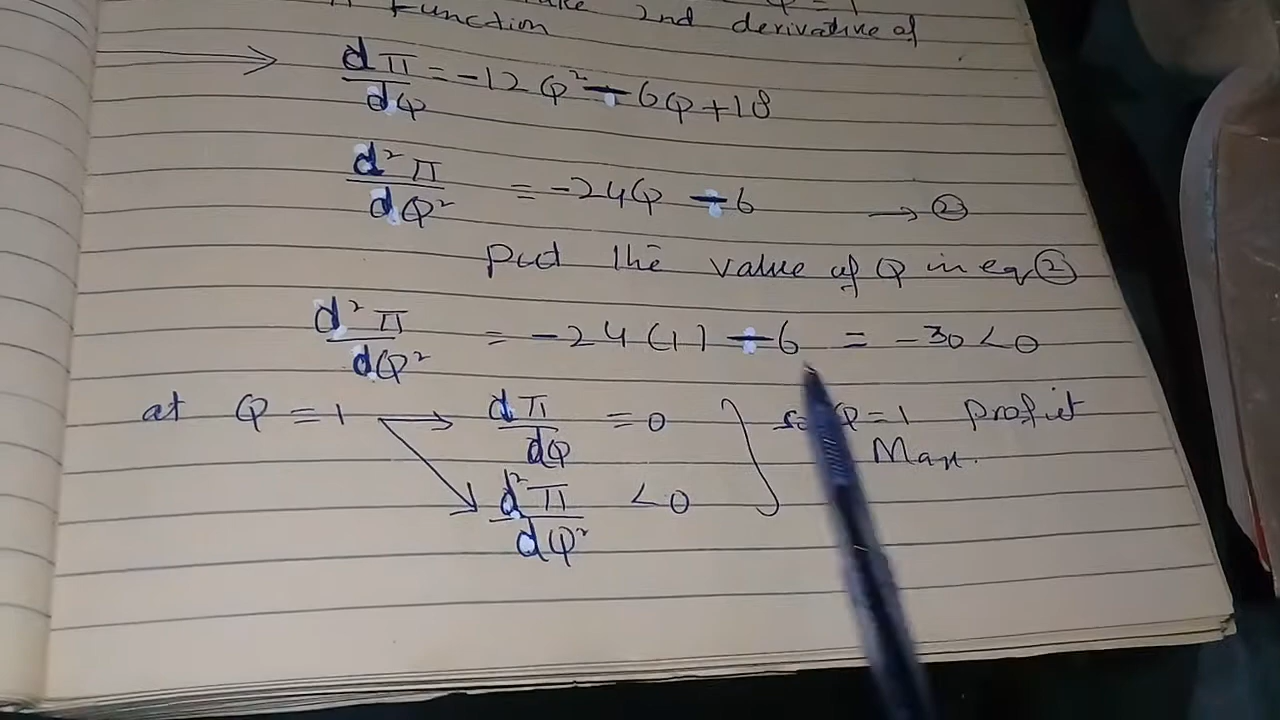 2nd derivative of
Function
dπ/dQ = -12Q² - 6Q + 18
d²π/dQ² = -24Q - 6 → ②
Put the value of Q in eq ②
d²π/dQ² = -24(1) - 6 = -30 < 0
at Q = 1 → dπ/dQ = 0 } so Q = 1 profit
Max.
d²π/dQ² < 0